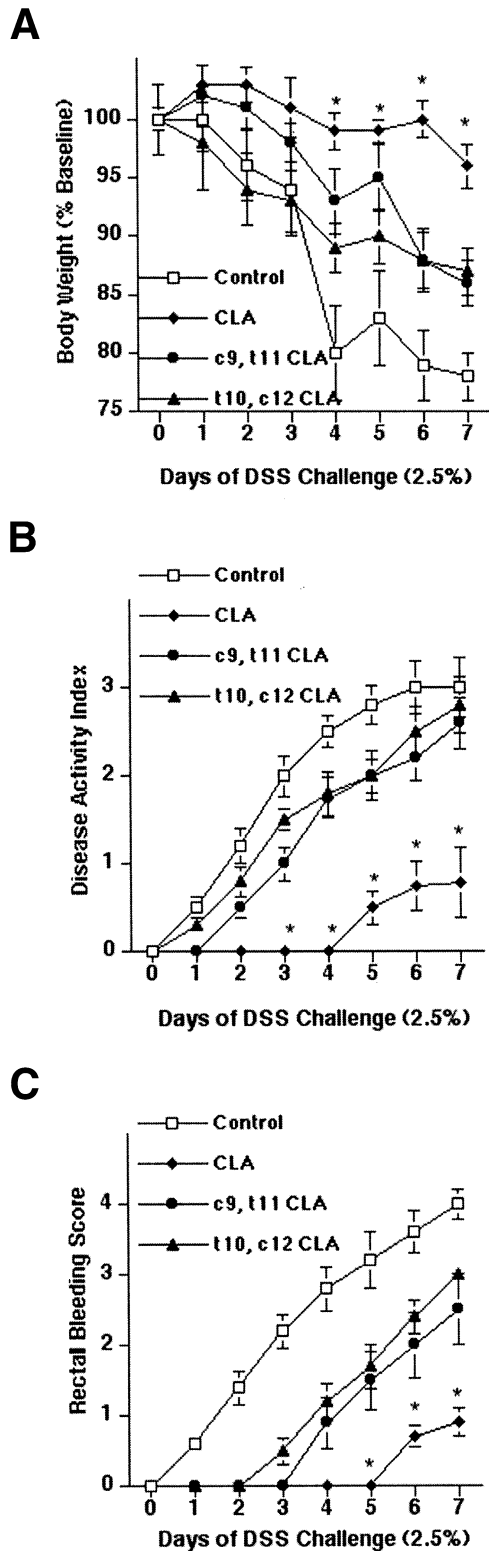 A
Body Weight (% Baseline)
100
95
90
85
80
75
*
*
*
*
Control
CLA
c9, t11 CLA
t10, c12 CLA
0 1 2 3 4 5 6 7
Days of DSS Challenge (2.5%)
B
Control
CLA
c9, t11 CLA
t10, c12 CLA
Disease Activity Index
3
2
1
0
* * * * *
0 1 2 3 4 5 6 7
Days of DSS Challenge (2.5%)
C
Control
CLA
c9, t11 CLA
t10, c12 CLA
Rectal Bleeding Score
4
3
2
1
0
* * *
0 1 2 3 4 5 6 7
Days of DSS Challenge (2.5%)